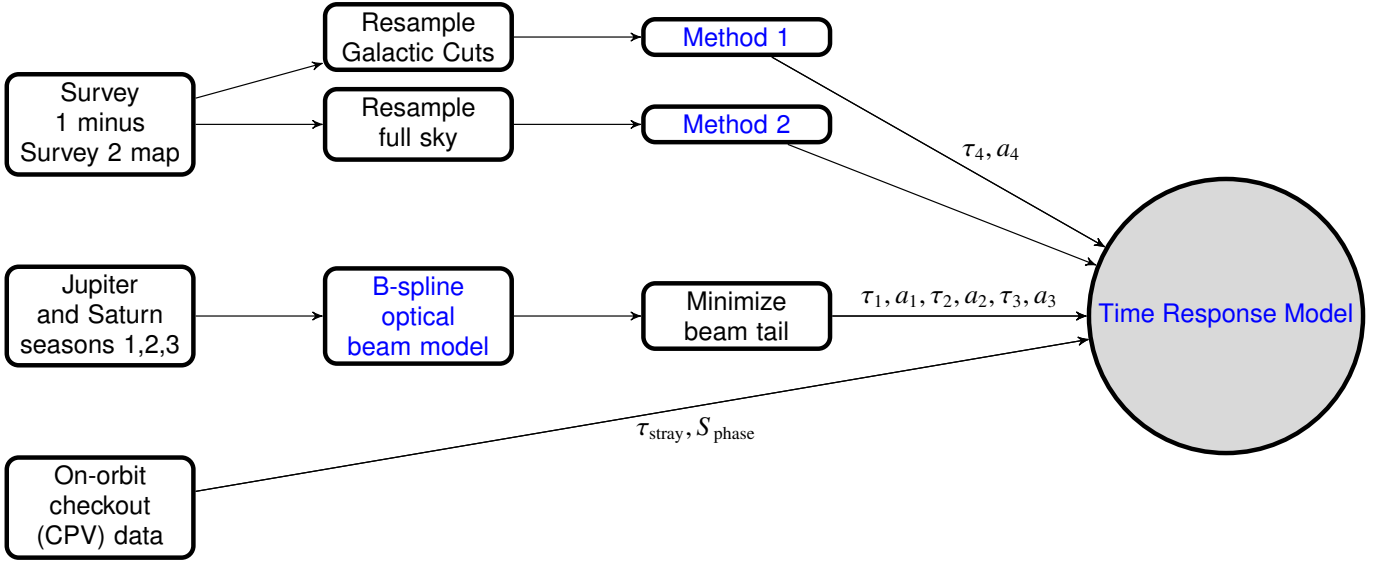 Survey
1 minus
Survey 2 map
Resample
Galactic Cuts
Method 1
Resample
full sky
Method 2
τ₄, a₄
Jupiter
and Saturn
seasons 1,2,3
B-spline
optical
beam model
Minimize
beam tail
τ₁, a₁, τ₂, a₂, τ₃, a₃
Time Response Model
On-orbit
checkout
(CPV) data
τ_stray, S_phase